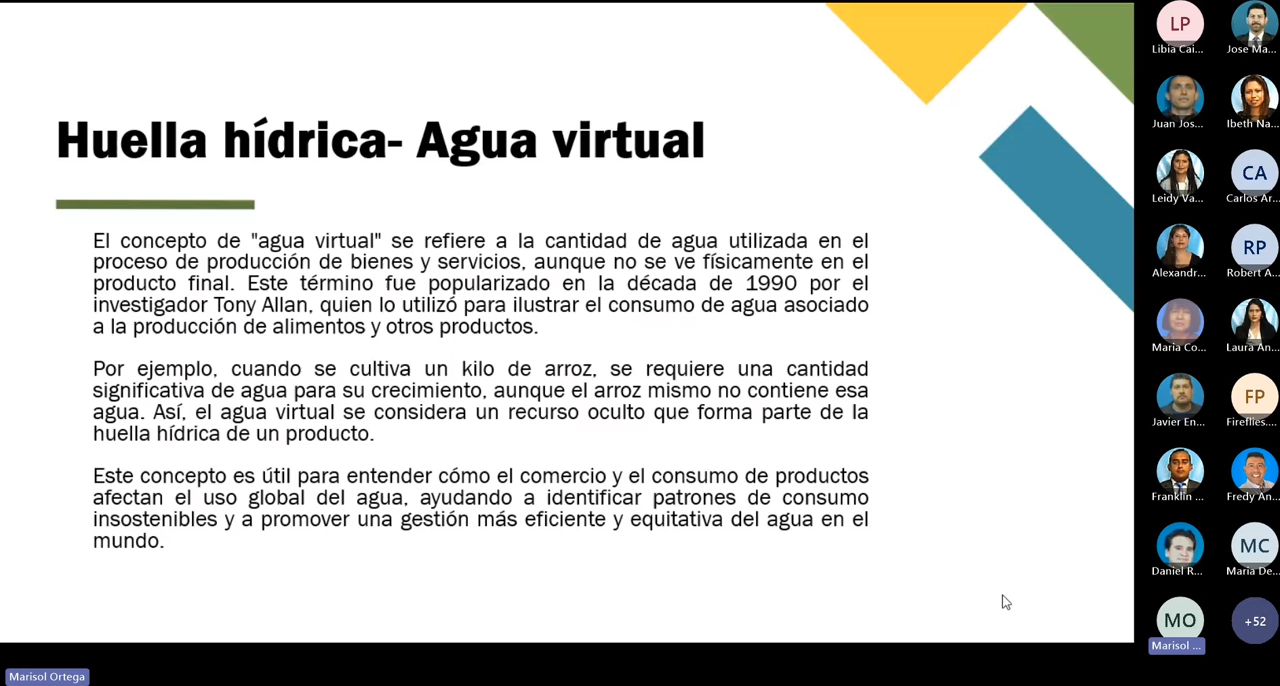 Huella hídrica- Agua virtual
El concepto de "agua virtual" se refiere a la cantidad de agua utilizada en el
proceso de producción de bienes y servicios, aunque no se ve físicamente en el
producto final. Este término fue popularizado en la década de 1990 por el
investigador Tony Allan, quien lo utilizó para ilustrar el consumo de agua asociado
a la producción de alimentos y otros productos.
Por ejemplo, cuando se cultiva un kilo de arroz, se requiere una cantidad
significativa de agua para su crecimiento, aunque el arroz mismo no contiene esa
agua. Así, el agua virtual se considera un recurso oculto que forma parte de la
huella hídrica de un producto.
Este concepto es útil para entender cómo el comercio y el consumo de productos
afectan el uso global del agua, ayudando a identificar patrones de consumo
insostenibles y a promover una gestión más eficiente y equitativa del agua en el
mundo.
Marisol Ortega
LP
Libia Cai...
Jose Ma...
Juan Jos...
Ibeth Na...
Leidy Va...
CA
Carlos Ar...
Alexandr...
RP
Robert A...
Maria Co...
Laura An...
Javier En...
FP
Fireflies....
Franklin ...
Fredy An...
Daniel R...
MC
Maria De...
MO
Marisol ...
+52